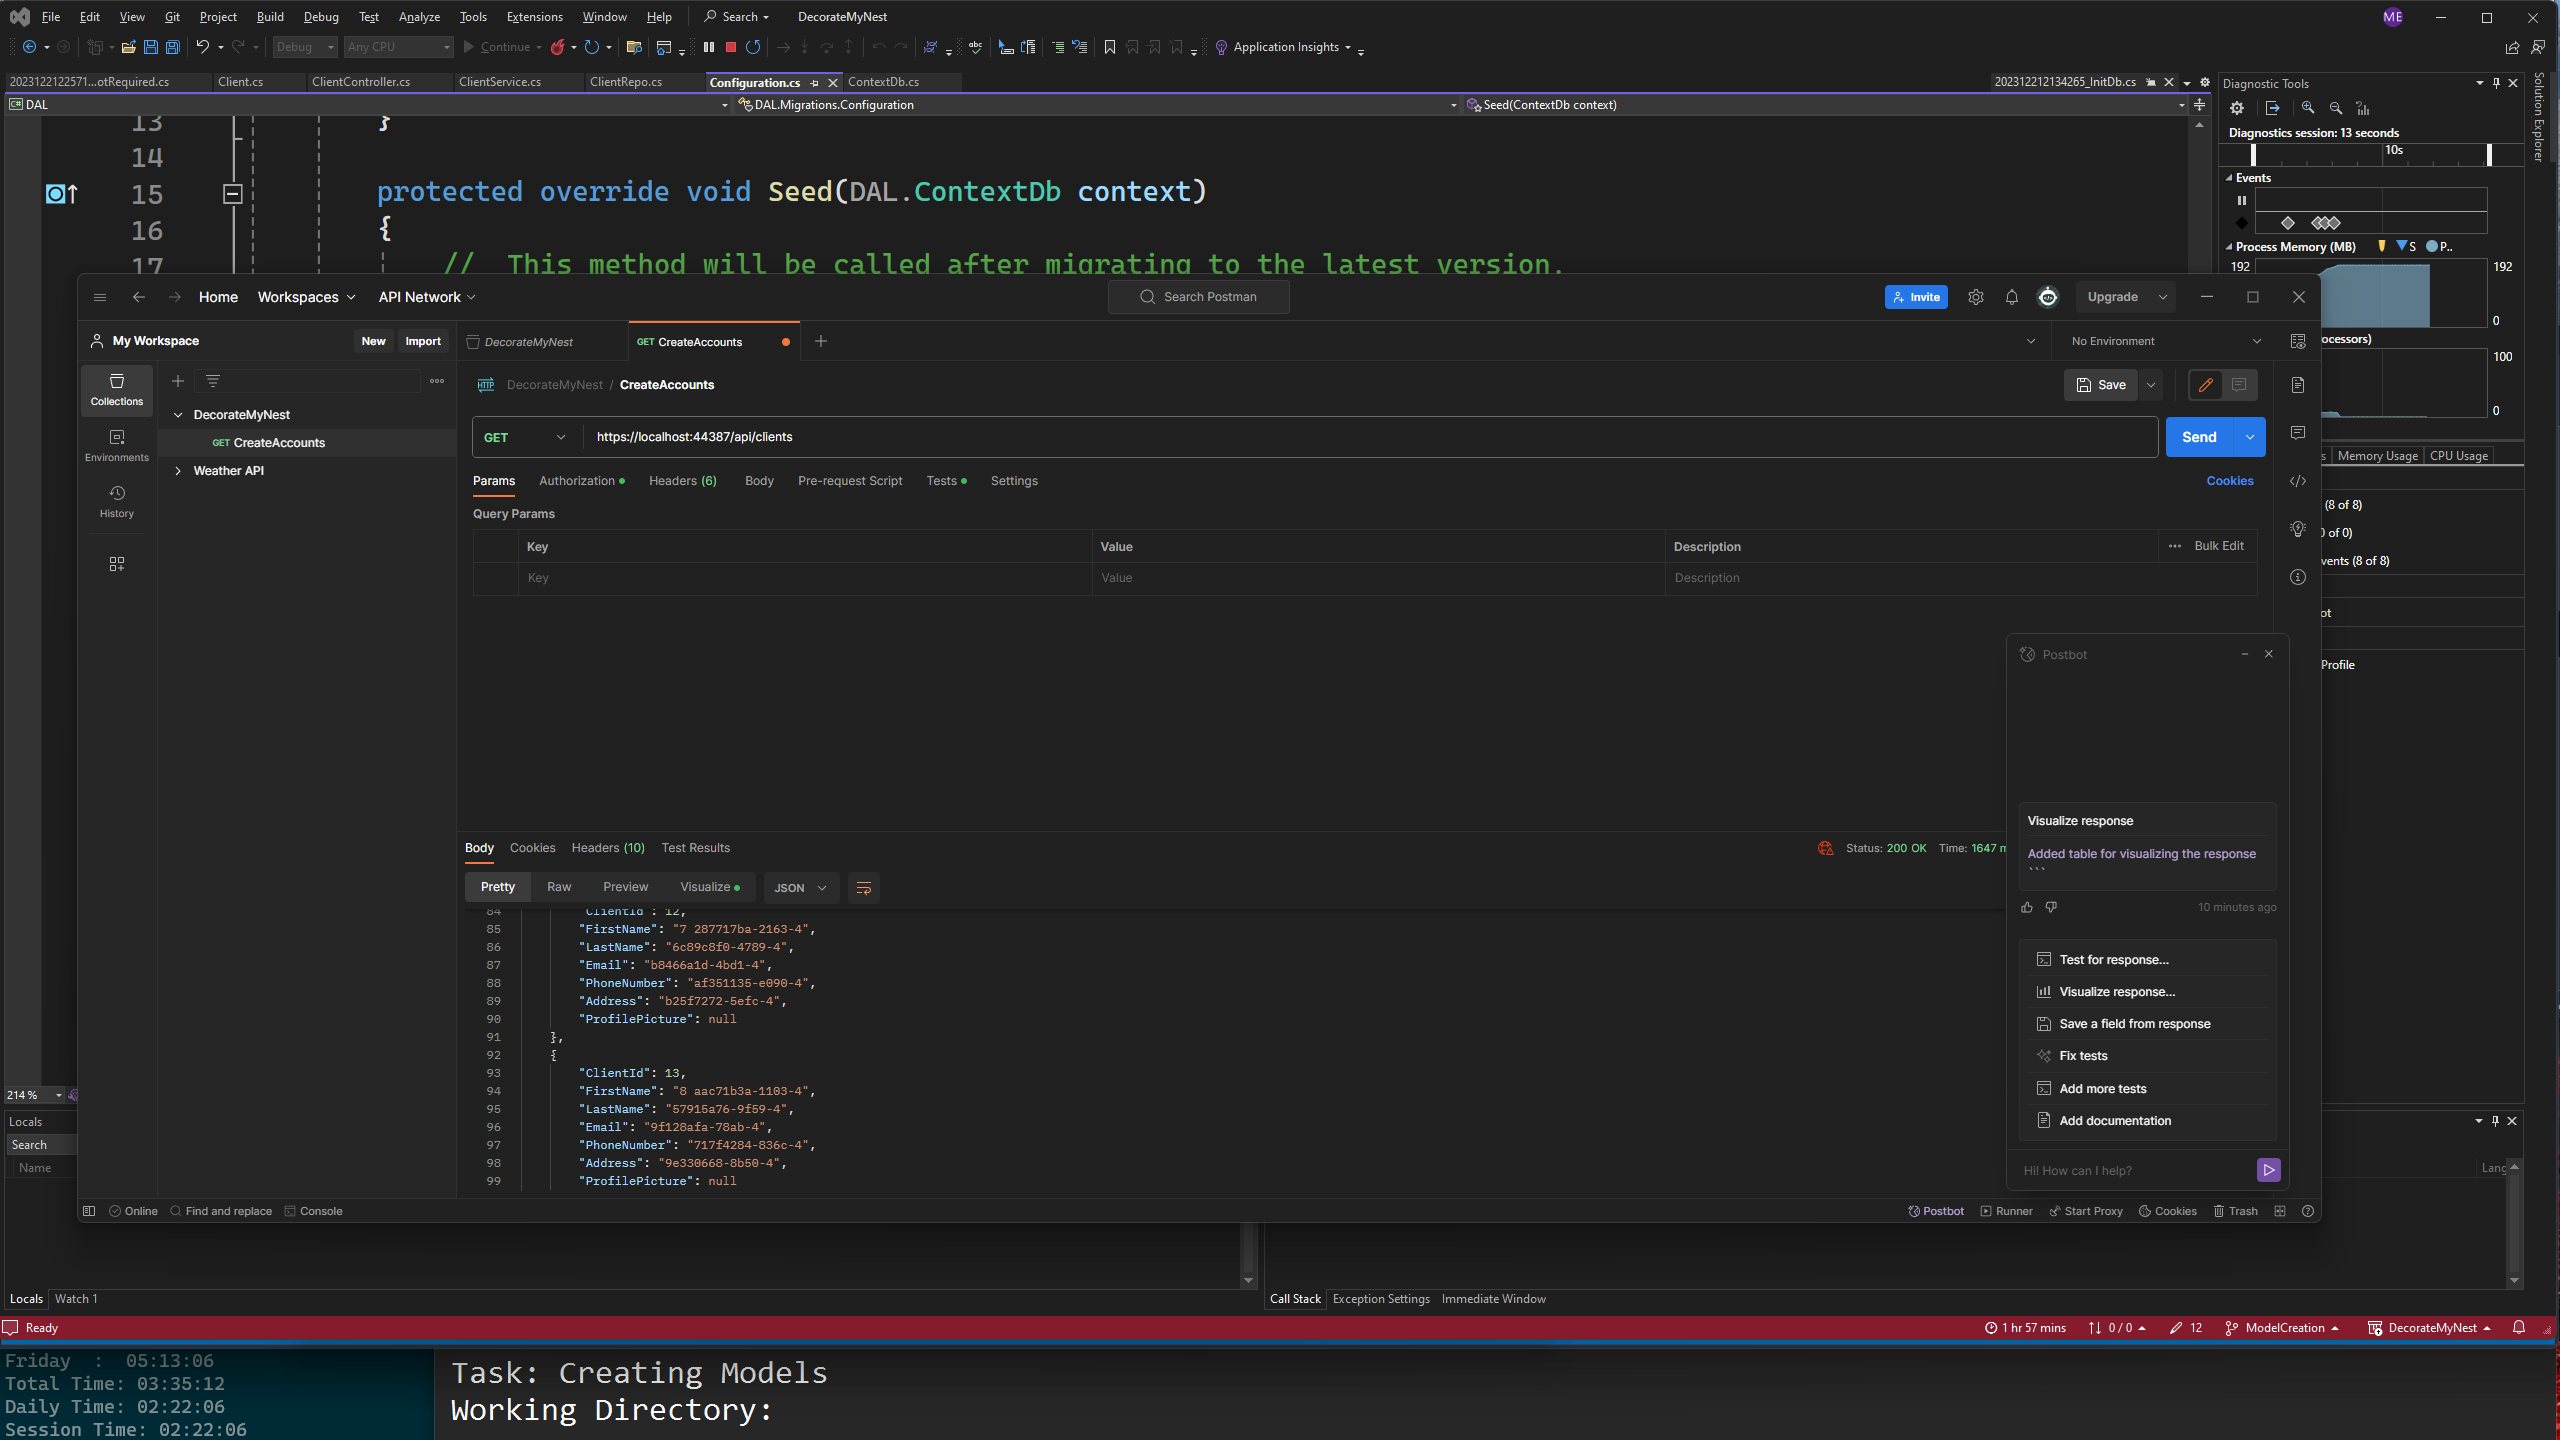 File Edit View Git Project Build Debug Test Analyze Tools Extensions Window Help Search DecorateMyNest ME
Debug Any CPU Continue Application Insights
2023122122571...otRequired.cs Client.cs ClientController.cs ClientService.cs ClientRepo.cs Configuration.cs ContextDb.cs 202312212134265_InitDb.cs
DAL DAL.Migrations.Configuration Seed(ContextDb context)
13 }
14
15 protected override void Seed(DAL.ContextDb context)
16 {
17 // This method will be called after migrating to the latest version.
Diagnostic Tools
Solution Explorer
Diagnostics session: 13 seconds
10s
Events
Process Memory (MB) S P..
192 192
0
ocessors)
100
0
Memory Usage CPU Usage
(8 of 8)
of 0)
vents (8 of 8)
ot
Profile
Home Workspaces API Network Search Postman Invite Upgrade
My Workspace New Import DecorateMyNest GET CreateAccounts No Environment
Collections
Environments
History
DecorateMyNest
GET CreateAccounts
Weather API
HTTP DecorateMyNest / CreateAccounts Save
GET https://localhost:44387/api/clients Send
Params Authorization Headers (6) Body Pre-request Script Tests Settings Cookies
Query Params
Key Value Description Bulk Edit
Key Value Description
Body Cookies Headers (10) Test Results Status: 200 OK Time: 1647 m
Pretty Raw Preview Visualize JSON
84 "ClientId": 12,
85 "FirstName": "7 287717ba-2163-4",
86 "LastName": "6c89c8f0-4789-4",
87 "Email": "b8466a1d-4bd1-4",
88 "PhoneNumber": "af351135-e090-4",
89 "Address": "b25f7272-5efc-4",
90 "ProfilePicture": null
91 },
92 {
93 "ClientId": 13,
94 "FirstName": "8 aac71b3a-1103-4",
95 "LastName": "57915a76-9f59-4",
96 "Email": "9f128afa-78ab-4",
97 "PhoneNumber": "717f4284-836c-4",
98 "Address": "9e330668-8b50-4",
99 "ProfilePicture": null
Postbot
Visualize response
Added table for visualizing the response
```
10 minutes ago
Test for response...
Visualize response...
Save a field from response
Fix tests
Add more tests
Add documentation
Hi! How can I help?
Online Find and replace Console Postbot Runner Start Proxy Cookies Trash
214 %
Locals
Search
Name Lang
Locals Watch 1 Call Stack Exception Settings Immediate Window
Ready 1 hr 57 mins 0 / 0 12 ModelCreation DecorateMyNest
Friday : 05:13:06
Total Time: 03:35:12
Daily Time: 02:22:06
Session Time: 02:22:06
Task: Creating Models
Working Directory: